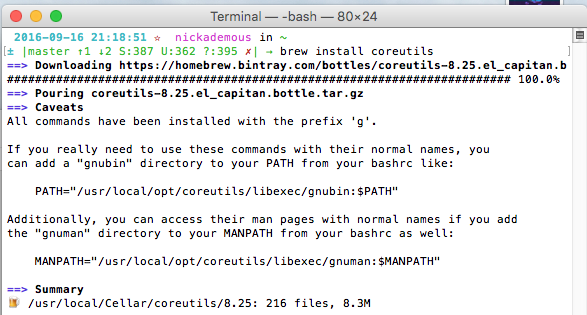 Terminal — -bash — 80×24
2016-09-16 21:18:51 ☆ nickademous in ~
[± |master ↑1 ↓2 S:387 U:362 ?:395 ✗| → brew install coreutils ]
==> Downloading https://homebrew.bintray.com/bottles/coreutils-8.25.el_capitan.b
######################################################################## 100.0%
==> Pouring coreutils-8.25.el_capitan.bottle.tar.gz
==> Caveats
All commands have been installed with the prefix 'g'.
If you really need to use these commands with their normal names, you
can add a "gnubin" directory to your PATH from your bashrc like:
PATH="/usr/local/opt/coreutils/libexec/gnubin:$PATH"
Additionally, you can access their man pages with normal names if you add
the "gnuman" directory to your MANPATH from your bashrc as well:
MANPATH="/usr/local/opt/coreutils/libexec/gnuman:$MANPATH"
==> Summary
🍺 /usr/local/Cellar/coreutils/8.25: 216 files, 8.3M